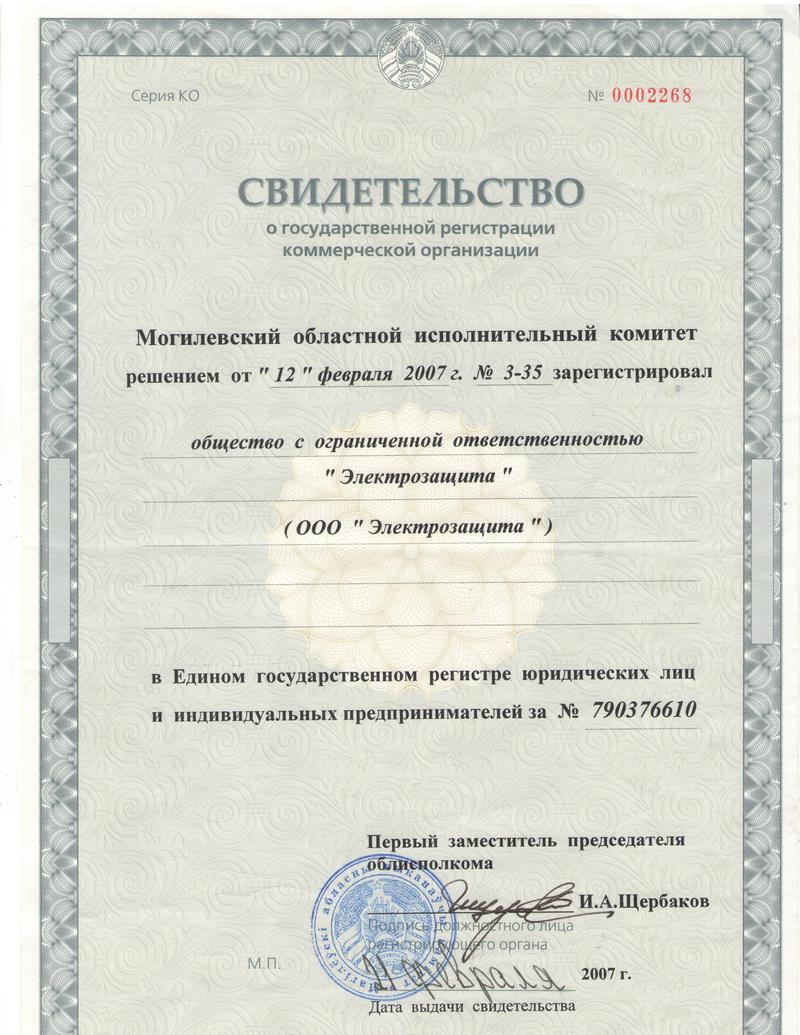 Серия КО
№ 0002268
СВИДЕТЕЛЬСТВО
о государственной регистрации
коммерческой организации
Могилевский областной исполнительный комитет
решением от " 12 " февраля 2007 г. № 3-35 зарегистрировал
общество с ограниченной ответственностью
" Электрозащита "
( ООО " Электрозащита " )
в Едином государственном регистре юридических лиц
и индивидуальных предпринимателей за № 790376610
Первый заместитель председателя
облисполкома
И.А.Щербаков
Подпись должностного лица
регистрирующего органа
М.П.
февраля 2007 г.
Дата выдачи свидетельства